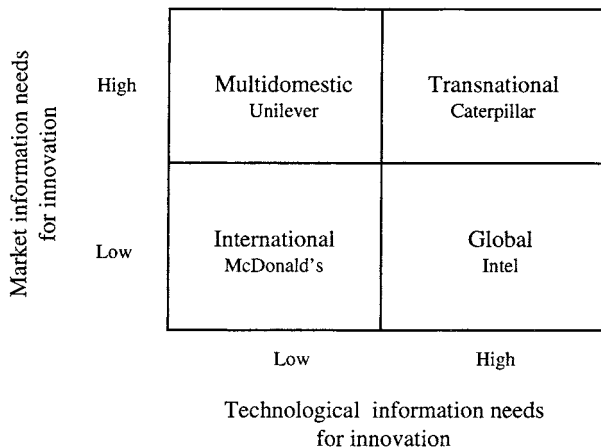 Market information needs
for innovation
High
Multidomestic
Unilever
Transnational
Caterpillar
Low
International
McDonald's
Global
Intel
Low
High
Technological information needs
for innovation